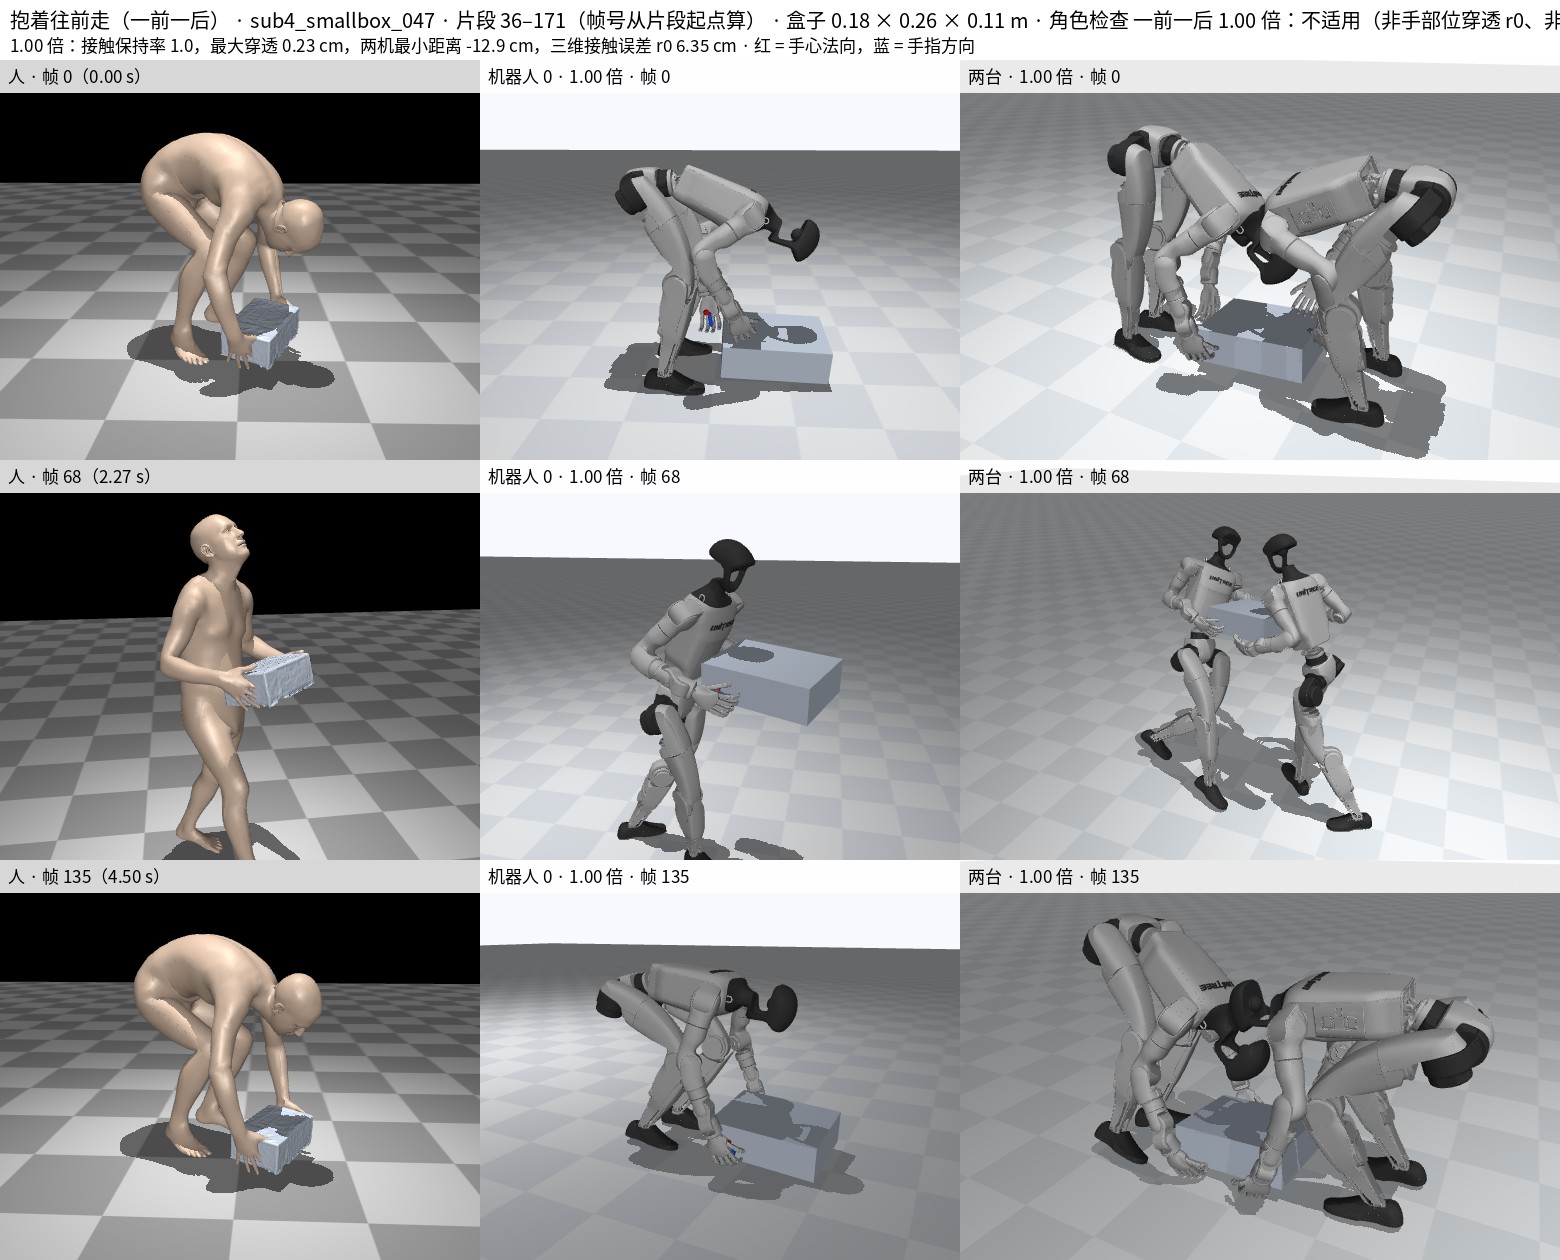 抱着往前走（一前一后） · sub4_smallbox_047 · 片段 36–171（帧号从片段起点算） · 盒子 0.18 × 0.26 × 0.11 m · 角色检查 一前一后 1.00 倍：不适用（非手部位穿透 r0、非
1.00 倍：接触保持率 1.0，最大穿透 0.23 cm，两机最小距离 -12.9 cm，三维接触误差 r0 6.35 cm · 红 = 手心法向，蓝 = 手指方向
人 · 帧 0（0.00 s）
机器人 0 · 1.00 倍 · 帧 0
两台 · 1.00 倍 · 帧 0
人 · 帧 68（2.27 s）
机器人 0 · 1.00 倍 · 帧 68
两台 · 1.00 倍 · 帧 68
人 · 帧 135（4.50 s）
机器人 0 · 1.00 倍 · 帧 135
两台 · 1.00 倍 · 帧 135